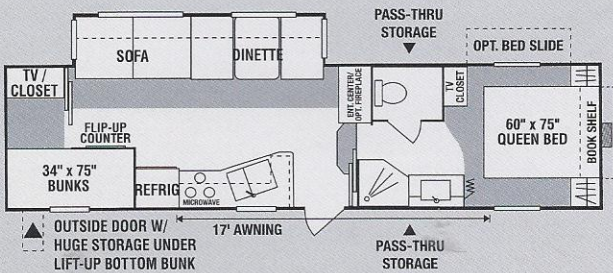 PASS-THRU
STORAGE
OPT. BED SLIDE
SOFA
DINETTE
TV /
CLOSET
ENT. CENTER/
OPT. FIREPLACE
TV
CLOSET
FLIP-UP
COUNTER
60" x 75"
QUEEN BED
BOOK SHELF
34" x 75"
BUNKS
REFRIG
MICROWAVE
OUTSIDE DOOR W/
HUGE STORAGE UNDER
LIFT-UP BOTTOM BUNK
17' AWNING
PASS-THRU
STORAGE